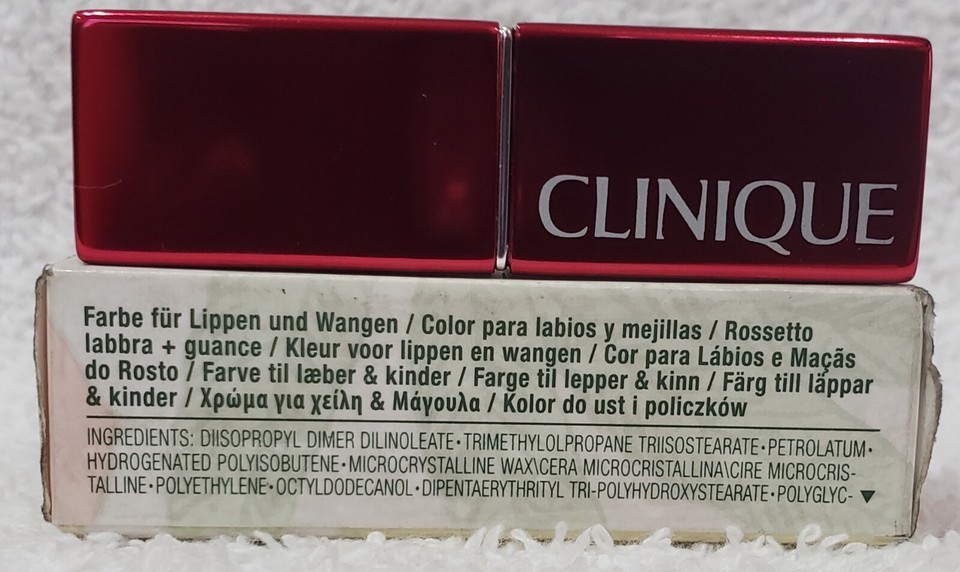 CLINIQUE
Farbe für Lippen und Wangen / Color para labios y mejillas / Rossetto
labbra + guance / Kleur voor lippen en wangen / Cor para Lábios e Maçãs
do Rosto / Farve til læber & kinder / Farge til lepper & kinn / Färg till läppar
& kinder / Χρώμα για χείλη & Μάγουλα / Kolor do ust i policzków
INGREDIENTS: DIISOPROPYL DIMER DILINOLEATE•TRIMETHYLOLPROPANE TRIISOSTEARATE•PETROLATUM•
HYDROGENATED POLYISOBUTENE•MICROCRYSTALLINE WAX\CERA MICROCRISTALLINA\CIRE MICROCRIS-
TALLINE•POLYETHYLENE•OCTYLDODECANOL•DIPENTAERYTHRITYL TRI-POLYHYDROXYSTEARATE•POLYGLYC- ▼